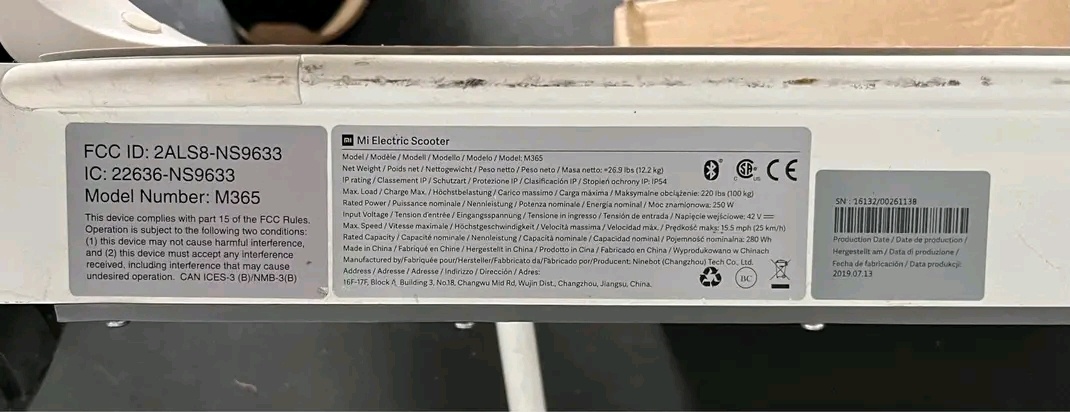 FCC ID: 2ALS8-NS9633
IC: 22636-NS9633
Model Number: M365
This device complies with part 15 of the FCC Rules.
Operation is subject to the following two conditions:
(1) this device may not cause harmful interference,
and (2) this device must accept any interference
received, including interference that may cause
undesired operation. CAN ICES-3 (B)/NMB-3(B)
mi Mi Electric Scooter
Model / Modèle / Modell / Modello / Modelo / Model: M365
Net Weight / Poids net / Nettogewicht / Peso netto / Peso neto / Masa netto: ≈26.9 lbs (12.2 kg)
IP rating / Classement IP / Schutzart / Protezione IP / Clasificación IP / Stopień ochrony IP: IP54
Max. Load / Charge Max. / Höchstbelastung / Carico massimo / Carga máxima / Maksymalne obciążenie: 220 lbs (100 kg)
Rated Power / Puissance nominale / Nennleistung / Potenza nominale / Energía nominal / Moc znamionowa: 250 W
Input Voltage / Tension d'entrée / Eingangsspannung / Tensione in ingresso / Tensión de entrada / Napięcie wejściowe: 42 V ⎓
Max. Speed / Vitesse maximale / Höchstgeschwindigkeit / Velocità massima / Velocidad máx. / Prędkość maks: 15.5 mph (25 km/h)
Rated Capacity / Capacité nominale / Nennleistung / Capacità nominale / Capacidad nominal / Pojemność nominalna: 280 Wh
Made in China / Fabriqué en Chine / Hergestellt in China / Prodotto in Cina / Fabricado en China / Wyprodukowano w Chinach
Manufactured by/Fabriquée pour/Hersteller/Fabbricato da/Fabricado por/Producent: Ninebot (Changzhou) Tech Co., Ltd.
Address / Adresse / Adresse / Indirizzo / Dirección / Adres:
16F-17F, Block A, Building 3, No.18, Changwu Mid Rd, Wujin Dist., Changzhou, Jiangsu, China.
C US
CE
BC
SN : 16132/00261138
Production Date / Date de production /
Hergestellt am / Data di produzione /
Fecha de fabricación / Data produkcji:
2019.07.13